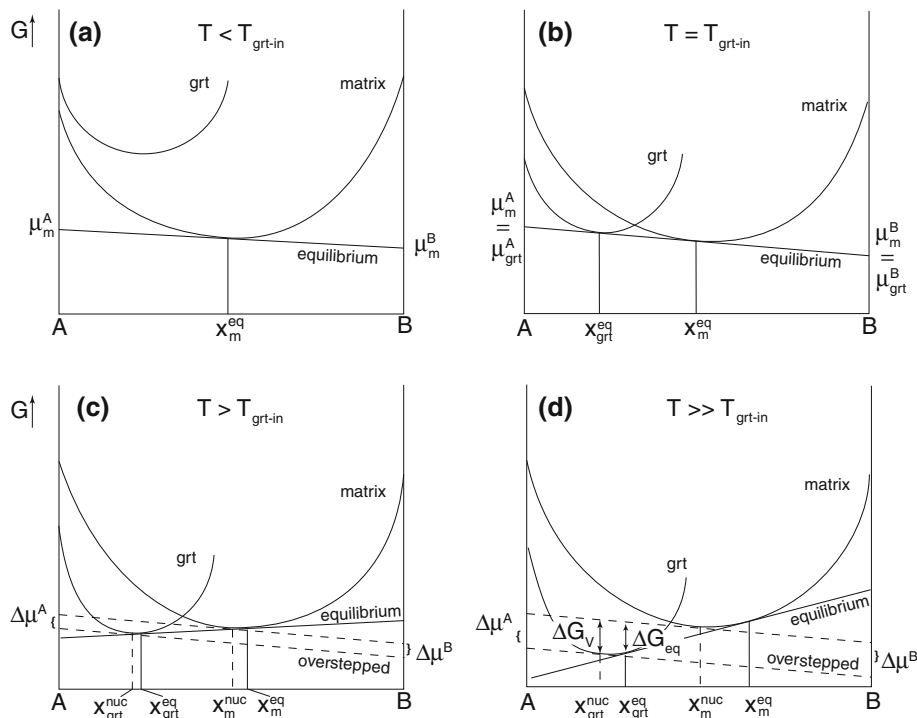 G (a) T < T_grt-in
grt
matrix
μ_m^A
equilibrium
μ_m^B
A x_m^eq B
(b) T = T_grt-in
matrix
grt
μ_m^A
=
μ_grt^A
equilibrium
μ_m^B
=
μ_grt^B
A x_grt^eq x_m^eq B
G (c) T > T_grt-in
matrix
grt
Δμ^A {
equilibrium
overstepped
} Δμ^B
A x_grt^nuc x_grt^eq x_m^nuc x_m^eq B
(d) T >> T_grt-in
matrix
grt
Δμ^A {
ΔG_V ΔG_eq
equilibrium
overstepped
} Δμ^B
A x_grt^nuc x_grt^eq x_m^nuc x_m^eq B